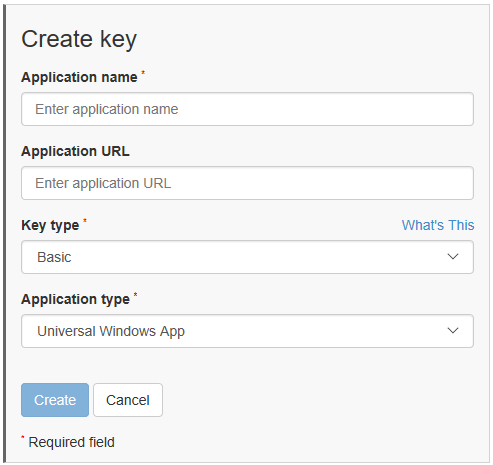 Create key
Application name *
Enter application name
Application URL
Enter application URL
Key type * What's This
Basic
Application type *
Universal Windows App
Create Cancel
* Required field